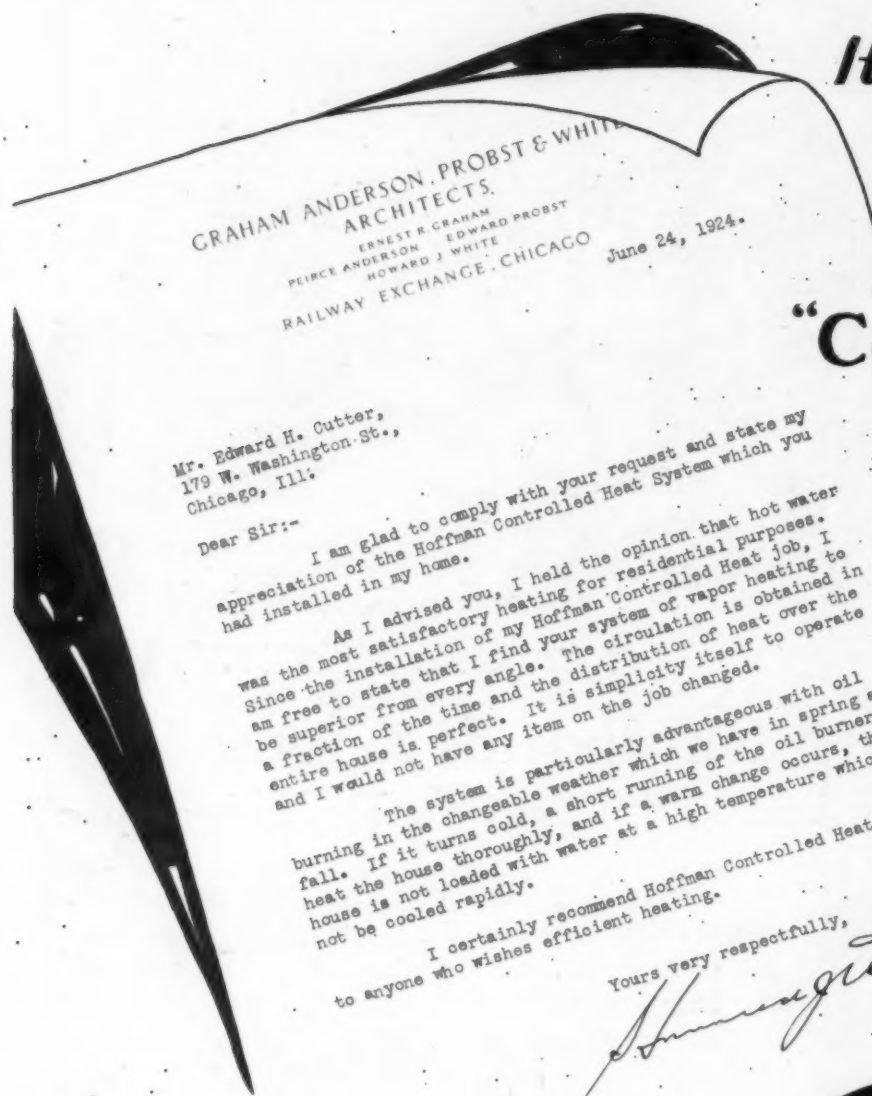 It
GRAHAM ANDERSON, PROBST & WHITE
ARCHITECTS.
ERNEST R. GRAHAM
PEIRCE ANDERSON EDWARD PROBST
HOWARD J WHITE
RAILWAY EXCHANGE, CHICAGO
June 24, 1924.
"C
Mr. Edward H. Cutter,
179 W. Washington St.,
Chicago, Ill.
Dear Sir:-
I am glad to comply with your request and state my
appreciation of the Hoffman Controlled Heat System which you
had installed in my home.
As I advised you, I held the opinion that hot water
was the most satisfactory heating for residential purposes.
Since the installation of my Hoffman Controlled Heat job, I
am free to state that I find your system of vapor heating to
be superior from every angle. The circulation is obtained in
a fraction of the time and the distribution of heat over the
entire house is perfect. It is simplicity itself to operate
and I would not have any item on the job changed.
The system is particularly advantageous with oil
burning in the changeable weather which we have in spring a
fall. If it turns cold, a short running of the oil burner
heat the house thoroughly, and if a warm change occurs, th
house is not loaded with water at a high temperature whic
not be cooled rapidly.
I certainly recommend Hoffman Controlled Heat
to anyone who wishes efficient heating.
Yours very respectfully,